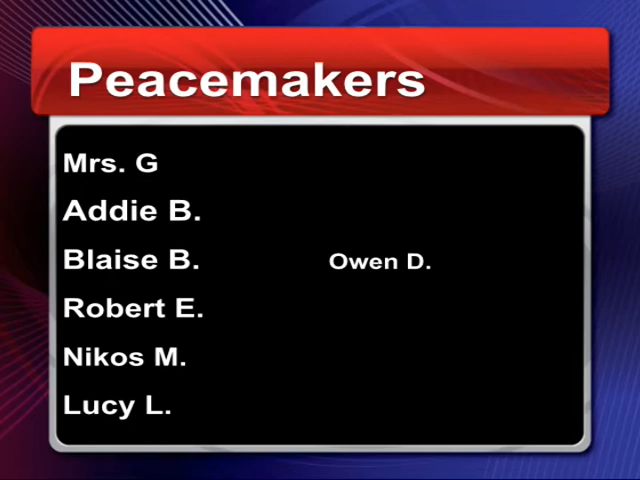 Peacemakers
Mrs. G
Addie B.
Blaise B. Owen D.
Robert E.
Nikos M.
Lucy L.